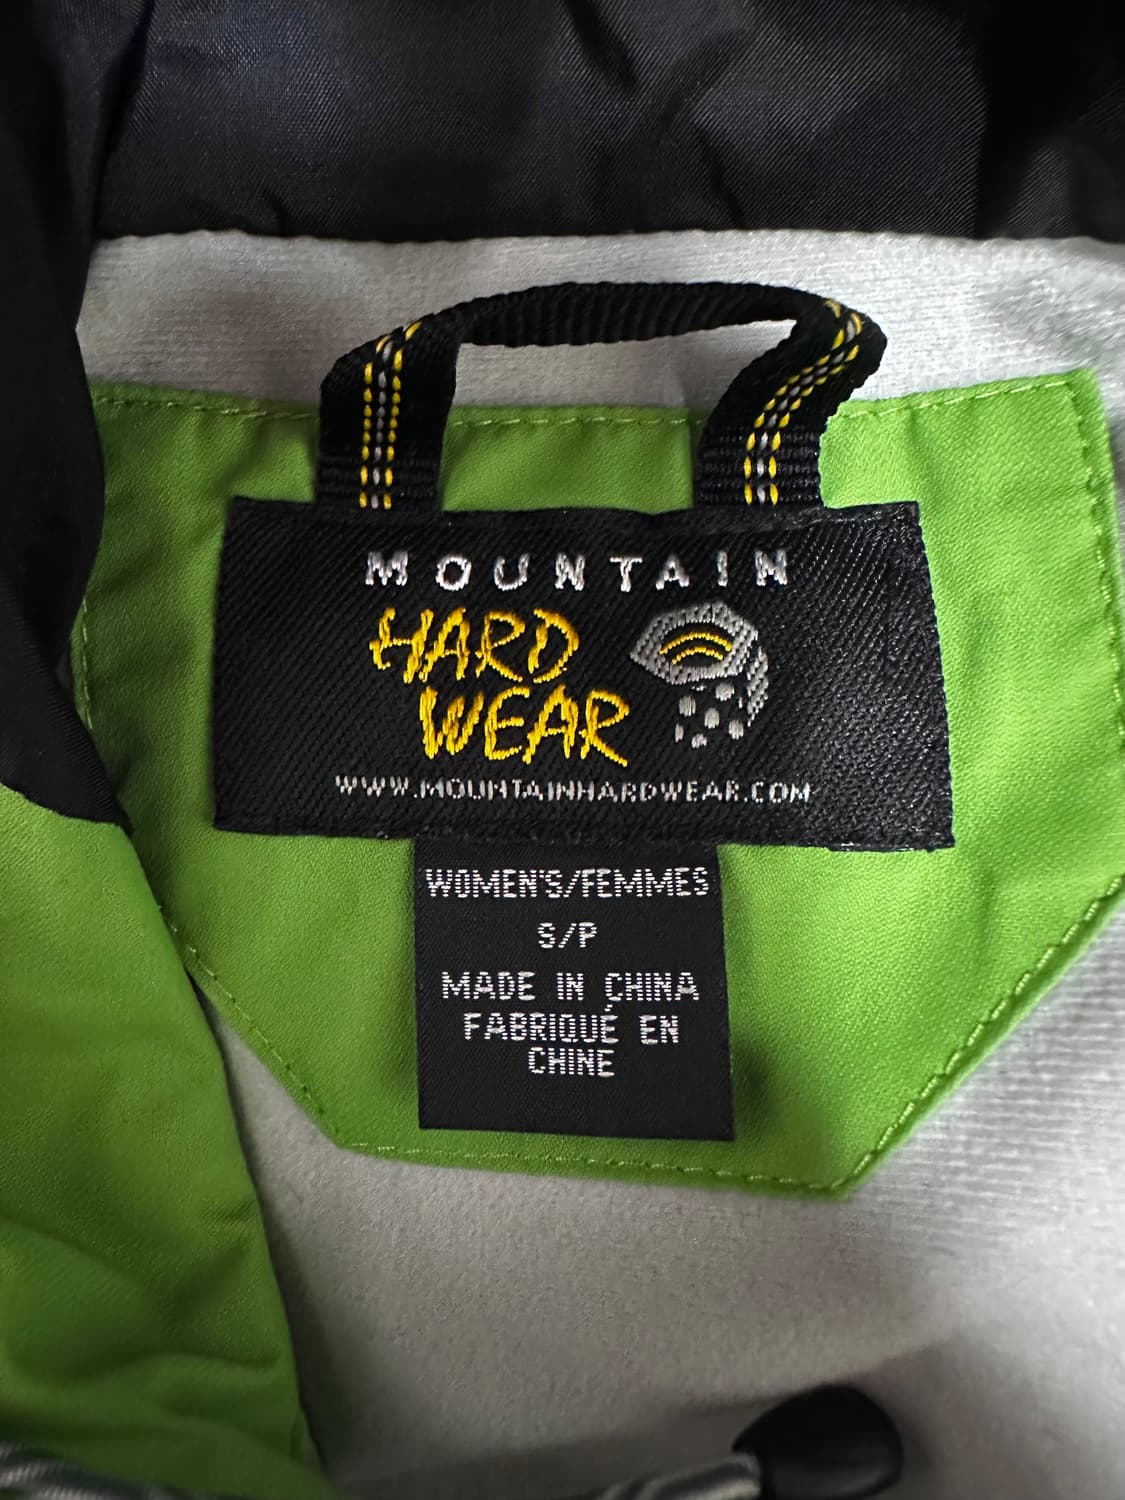 MOUNTAIN
HARD
WEAR
WWW.MOUNTAINHARDWEAR.COM
WOMEN'S/FEMMES
S/P
MADE IN CHINA
FABRIQUÉ EN
CHINE